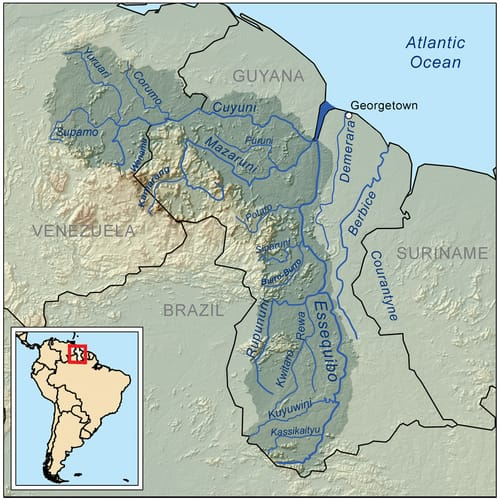 Atlantic
Ocean
GUYANA
Georgetown
Yuruari
Corumo
Cuyuni
Supamo
Wenamu
Kamarang
Mazaruni
Puruni
Demerara
Berbice
Potaro
VENEZUELA
SURINAME
Siparuni
Burro-Burro
Courantyne
BRAZIL
Rupununi
Rewa
Essequibo
Kwitaro
Kuyuwini
Kassikaityu